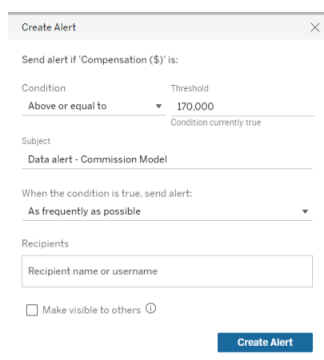 Create Alert
Send alert if 'Compensation ($)' is:
Condition
Threshold
Above or equal to
170,000
Condition currently true
Subject
Data alert - Commission Model
When the condition is true, send alert:
As frequently as possible
Recipients
Recipient name or username
Make visible to others
Create Alert